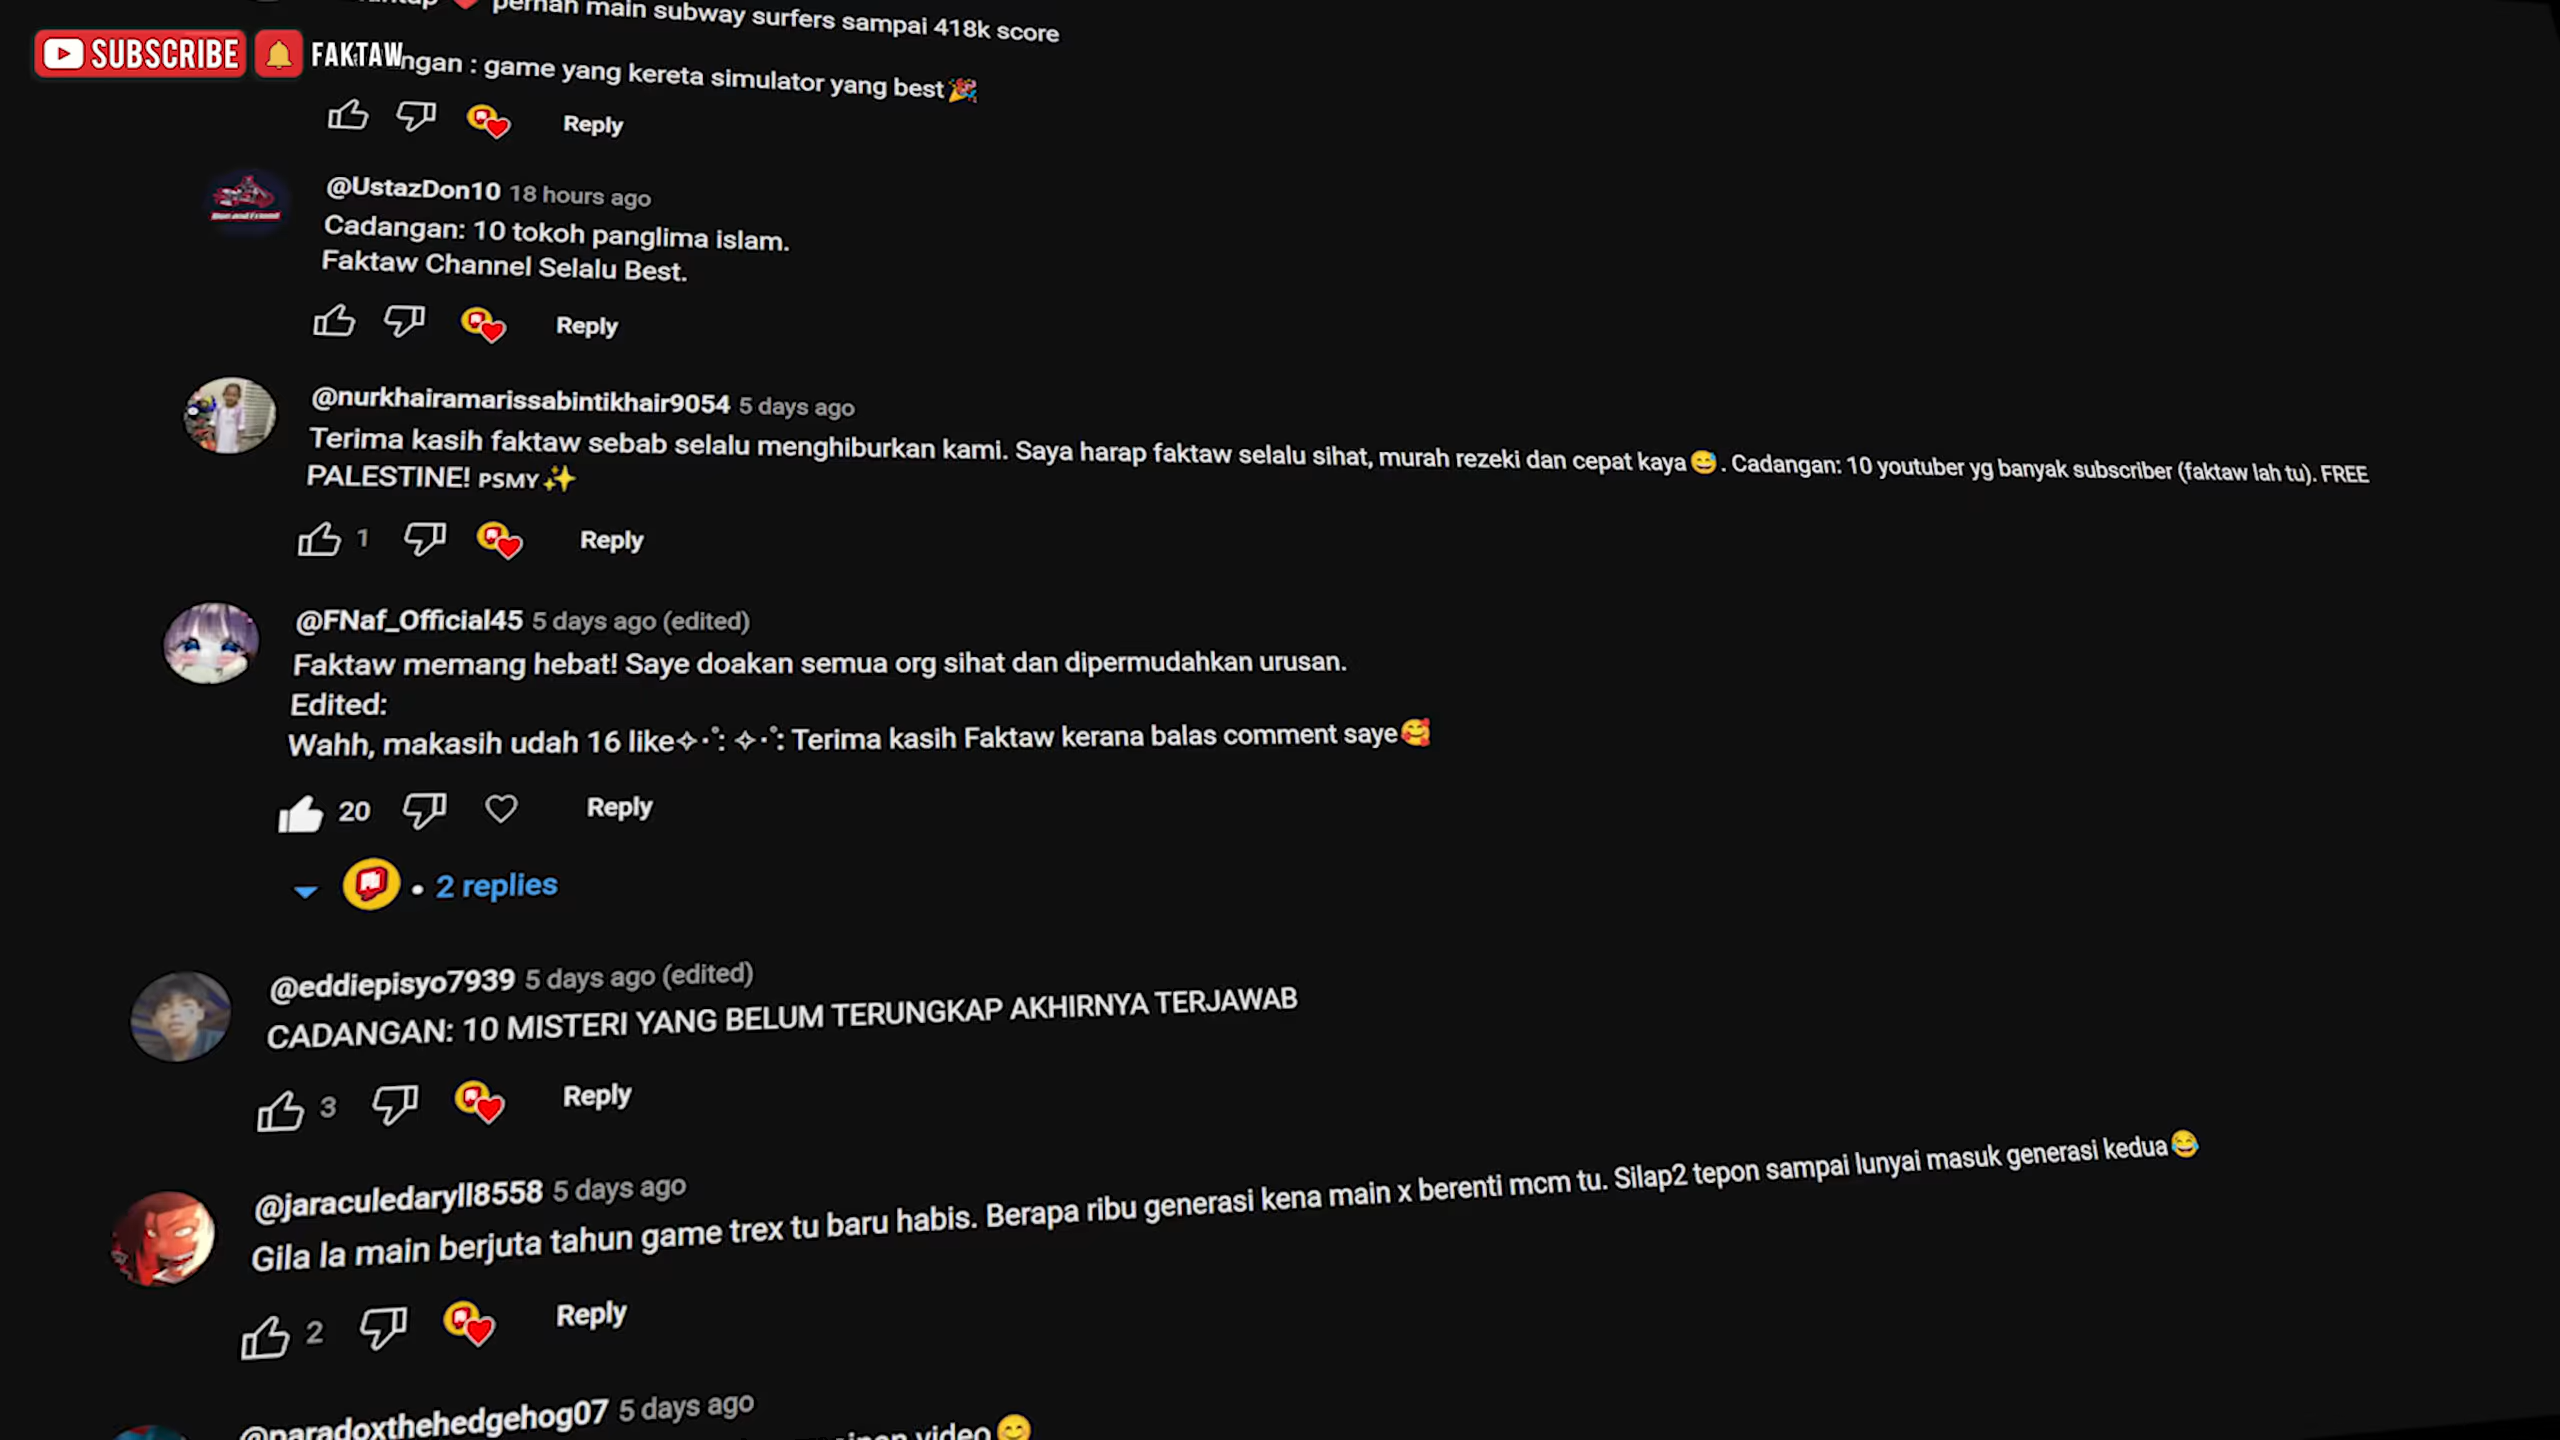 pernah main subway surfers sampai 418k score
SUBSCRIBE FAKTAW
ngan : game yang kereta simulator yang best🎉
Reply
@UstazDon10 18 hours ago
Cadangan: 10 tokoh panglima islam.
Faktaw Channel Selalu Best.
Reply
@nurkhairamarissabintikhair9054 5 days ago
Terima kasih faktaw sebab selalu menghiburkan kami. Saya harap faktaw selalu sihat, murah rezeki dan cepat kaya😅. Cadangan: 10 youtuber yg banyak subscriber (faktaw lah tu). FREE
PALESTINE! PSMY✨
1 Reply
@FNaf_Official45 5 days ago (edited)
Faktaw memang hebat! Saye doakan semua org sihat dan dipermudahkan urusan.
Edited:
Wahh, makasih udah 16 like✧･ﾟ: ✧･ﾟ: Terima kasih Faktaw kerana balas comment saye🥰
20 Reply
• 2 replies
@eddiepisyo7939 5 days ago (edited)
CADANGAN: 10 MISTERI YANG BELUM TERUNGKAP AKHIRNYA TERJAWAB
3 Reply
@jaraculedaryll8558 5 days ago
Gila la main berjuta tahun game trex tu baru habis. Berapa ribu generasi kena main x berenti mcm tu. Silap2 tepon sampai lunyai masuk generasi kedua😂
2 Reply
@paradoxthehedgehog07 5 days ago
video😊